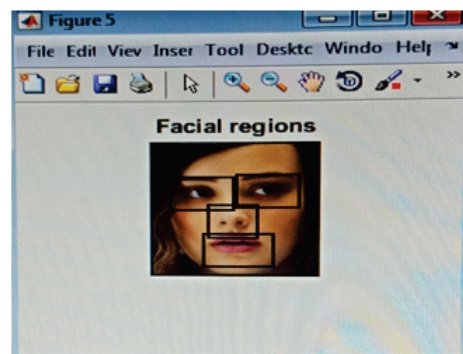 Figure 5
File Edit Viev Inser Tool Desktc Windo Help
Facial regions